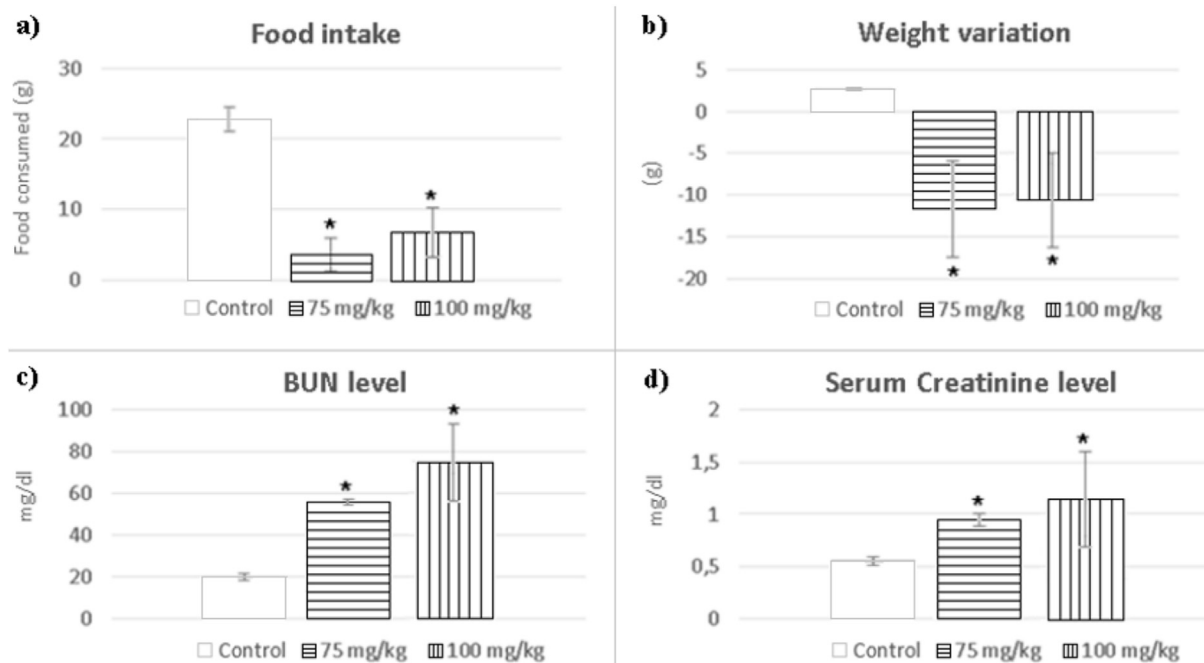 a)
Food intake
Food consumed (g)
30
20
10
0
*
*
Control 75 mg/kg 100 mg/kg
b)
Weight variation
(g)
5
0
-5
-10
-15
-20
*
*
Control 75 mg/kg 100 mg/kg
c)
BUN level
mg/dl
100
80
60
40
20
0
*
*
Control 75 mg/kg 100 mg/kg
d)
Serum Creatinine level
mg/dl
2
1,5
1
0,5
0
*
*
Control 75 mg/kg 100 mg/kg